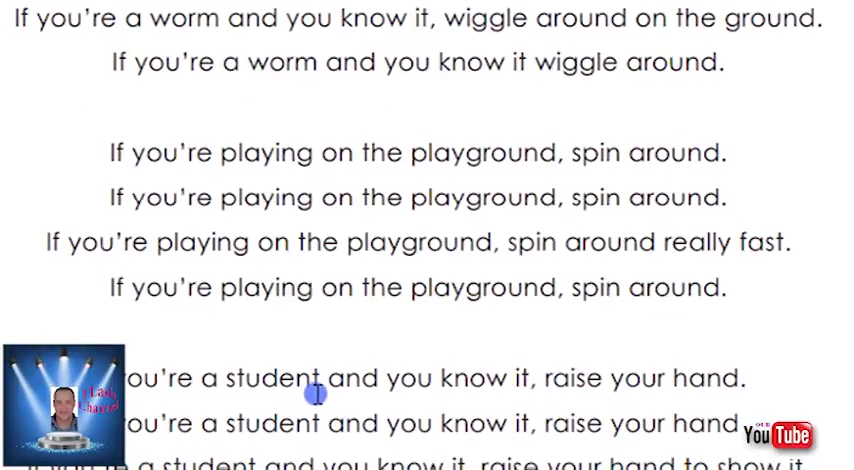 If you're a worm and you know it, wiggle around on the ground.
If you're a worm and you know it wiggle around.
If you're playing on the playground, spin around.
If you're playing on the playground, spin around.
If you're playing on the playground, spin around really fast.
If you're playing on the playground, spin around.
ou're a student and you know it, raise your hand.
ou're a student and you know it, raise your hand
a student and you know it, raise your hand to show it
Channel
OUR
YouTube